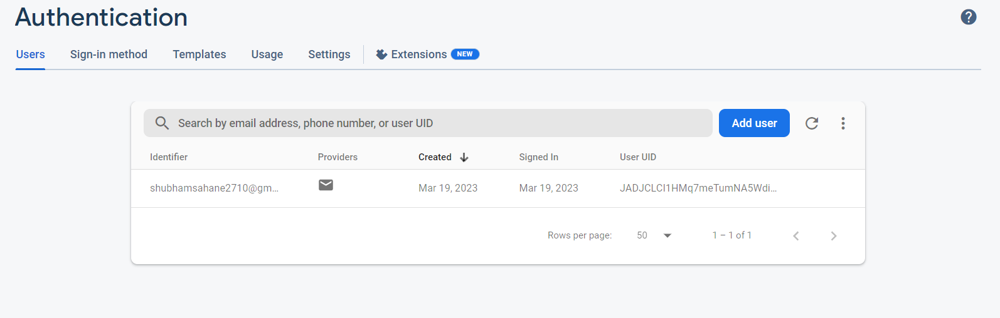 Authentication
Users Sign-in method Templates Usage Settings Extensions NEW
Search by email address, phone number, or user UID Add user
Identifier Providers Created Signed In User UID
shubhamsahane2710@gm... Mar 19, 2023 Mar 19, 2023 JADJCLCI1HMq7meTumNA5Wdi...
Rows per page: 50 1 – 1 of 1